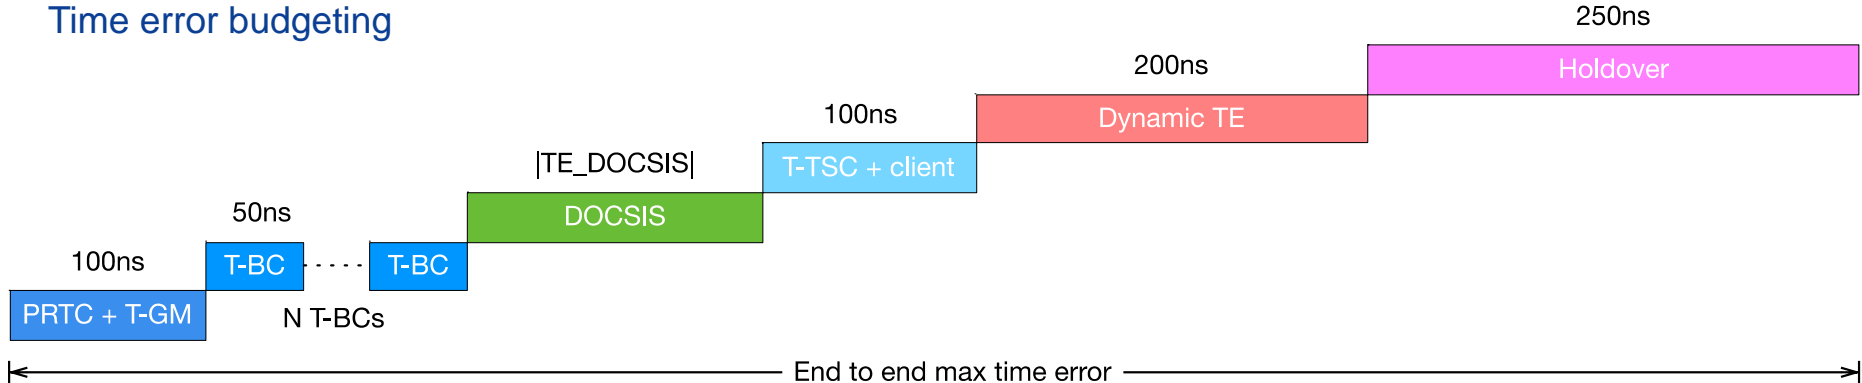 Time error budgeting
250ns
Holdover
200ns
Dynamic TE
100ns
T-TSC + client
|TE_DOCSIS|
DOCSIS
50ns
T-BC
T-BC
N T-BCs
100ns
PRTC + T-GM
End to end max time error